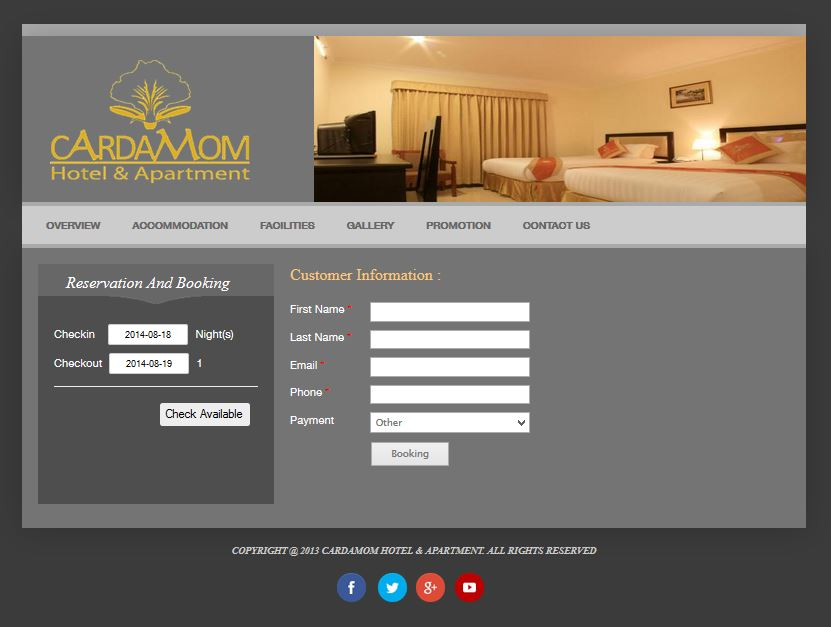 CARDAMOM
Hotel & Apartment
OVERVIEW ACCOMMODATION FACILITIES GALLERY PROMOTION CONTACT US
Reservation And Booking
Checkin 2014-08-18 Night(s)
Checkout 2014-08-19 1
Check Available
Customer Information :
First Name *
Last Name *
Email *
Phone *
Payment Other
Booking
COPYRIGHT @ 2013 CARDAMOM HOTEL & APARTMENT. ALL RIGHTS RESERVED